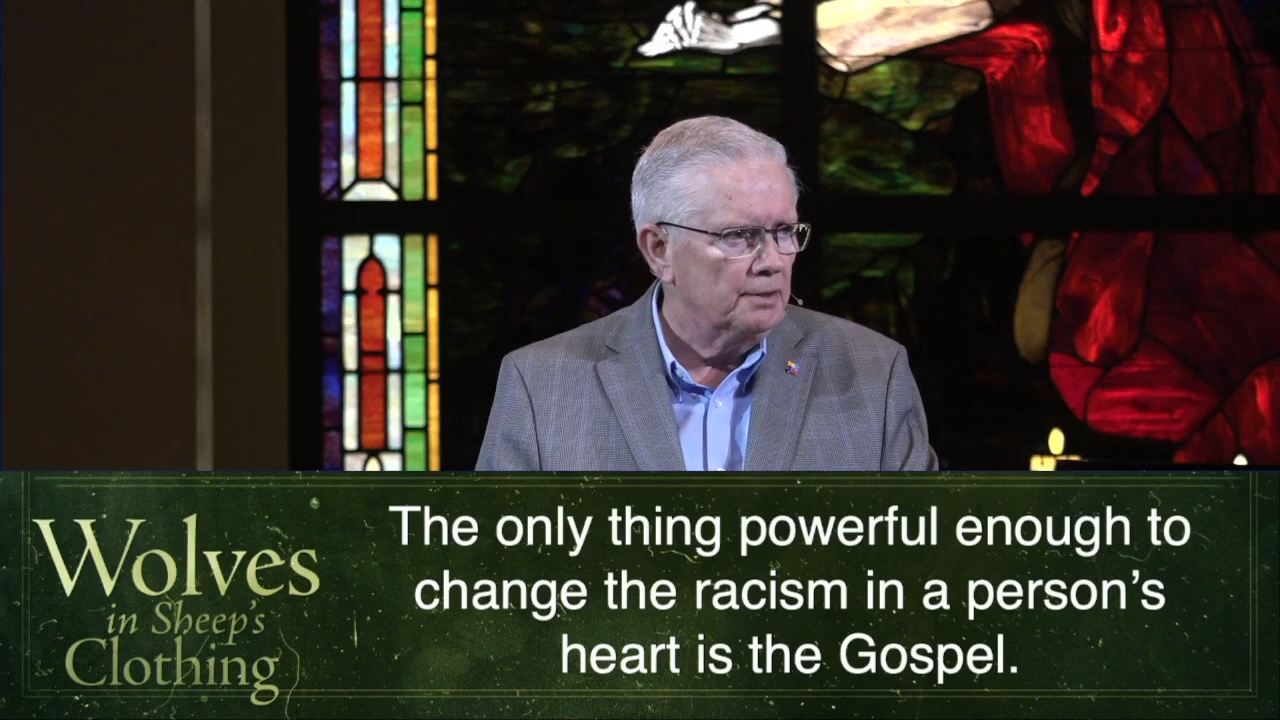 Wolves
in Sheep's
Clothing
The only thing powerful enough to
change the racism in a person’s
heart is the Gospel.